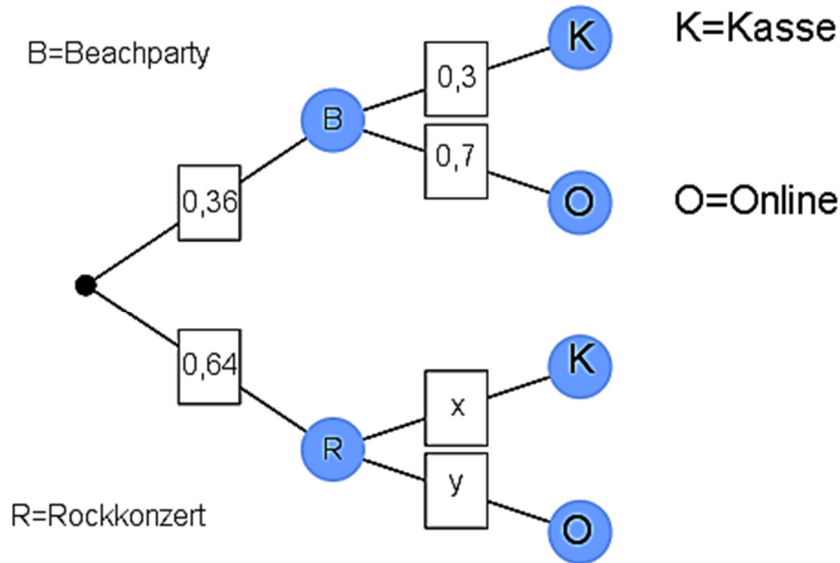 K
K=Kasse
B=Beachparty
0,3
B
0,7
0,36
O
O=Online
0,64
K
x
R
y
R=Rockkonzert
O